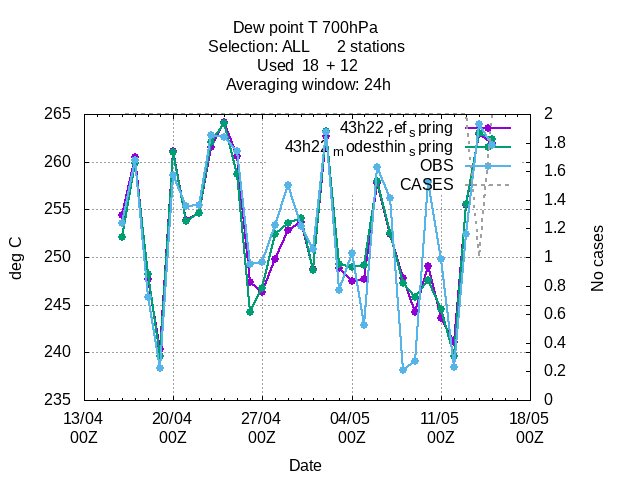 Dew point T 700hPa
Selection: ALL 2 stations
Used 18 + 12
Averaging window: 24h
265 2
43h22_ref_spring
43h22_modesthin_spring
OBS
CASES
260
255
250
245
240
235
1.8
1.6
1.4
1.2
1
0.8
0.6
0.4
0.2
0
deg C
No cases
13/04 20/04 27/04 04/05 11/05 18/05
00Z 00Z 00Z 00Z 00Z 00Z
Date